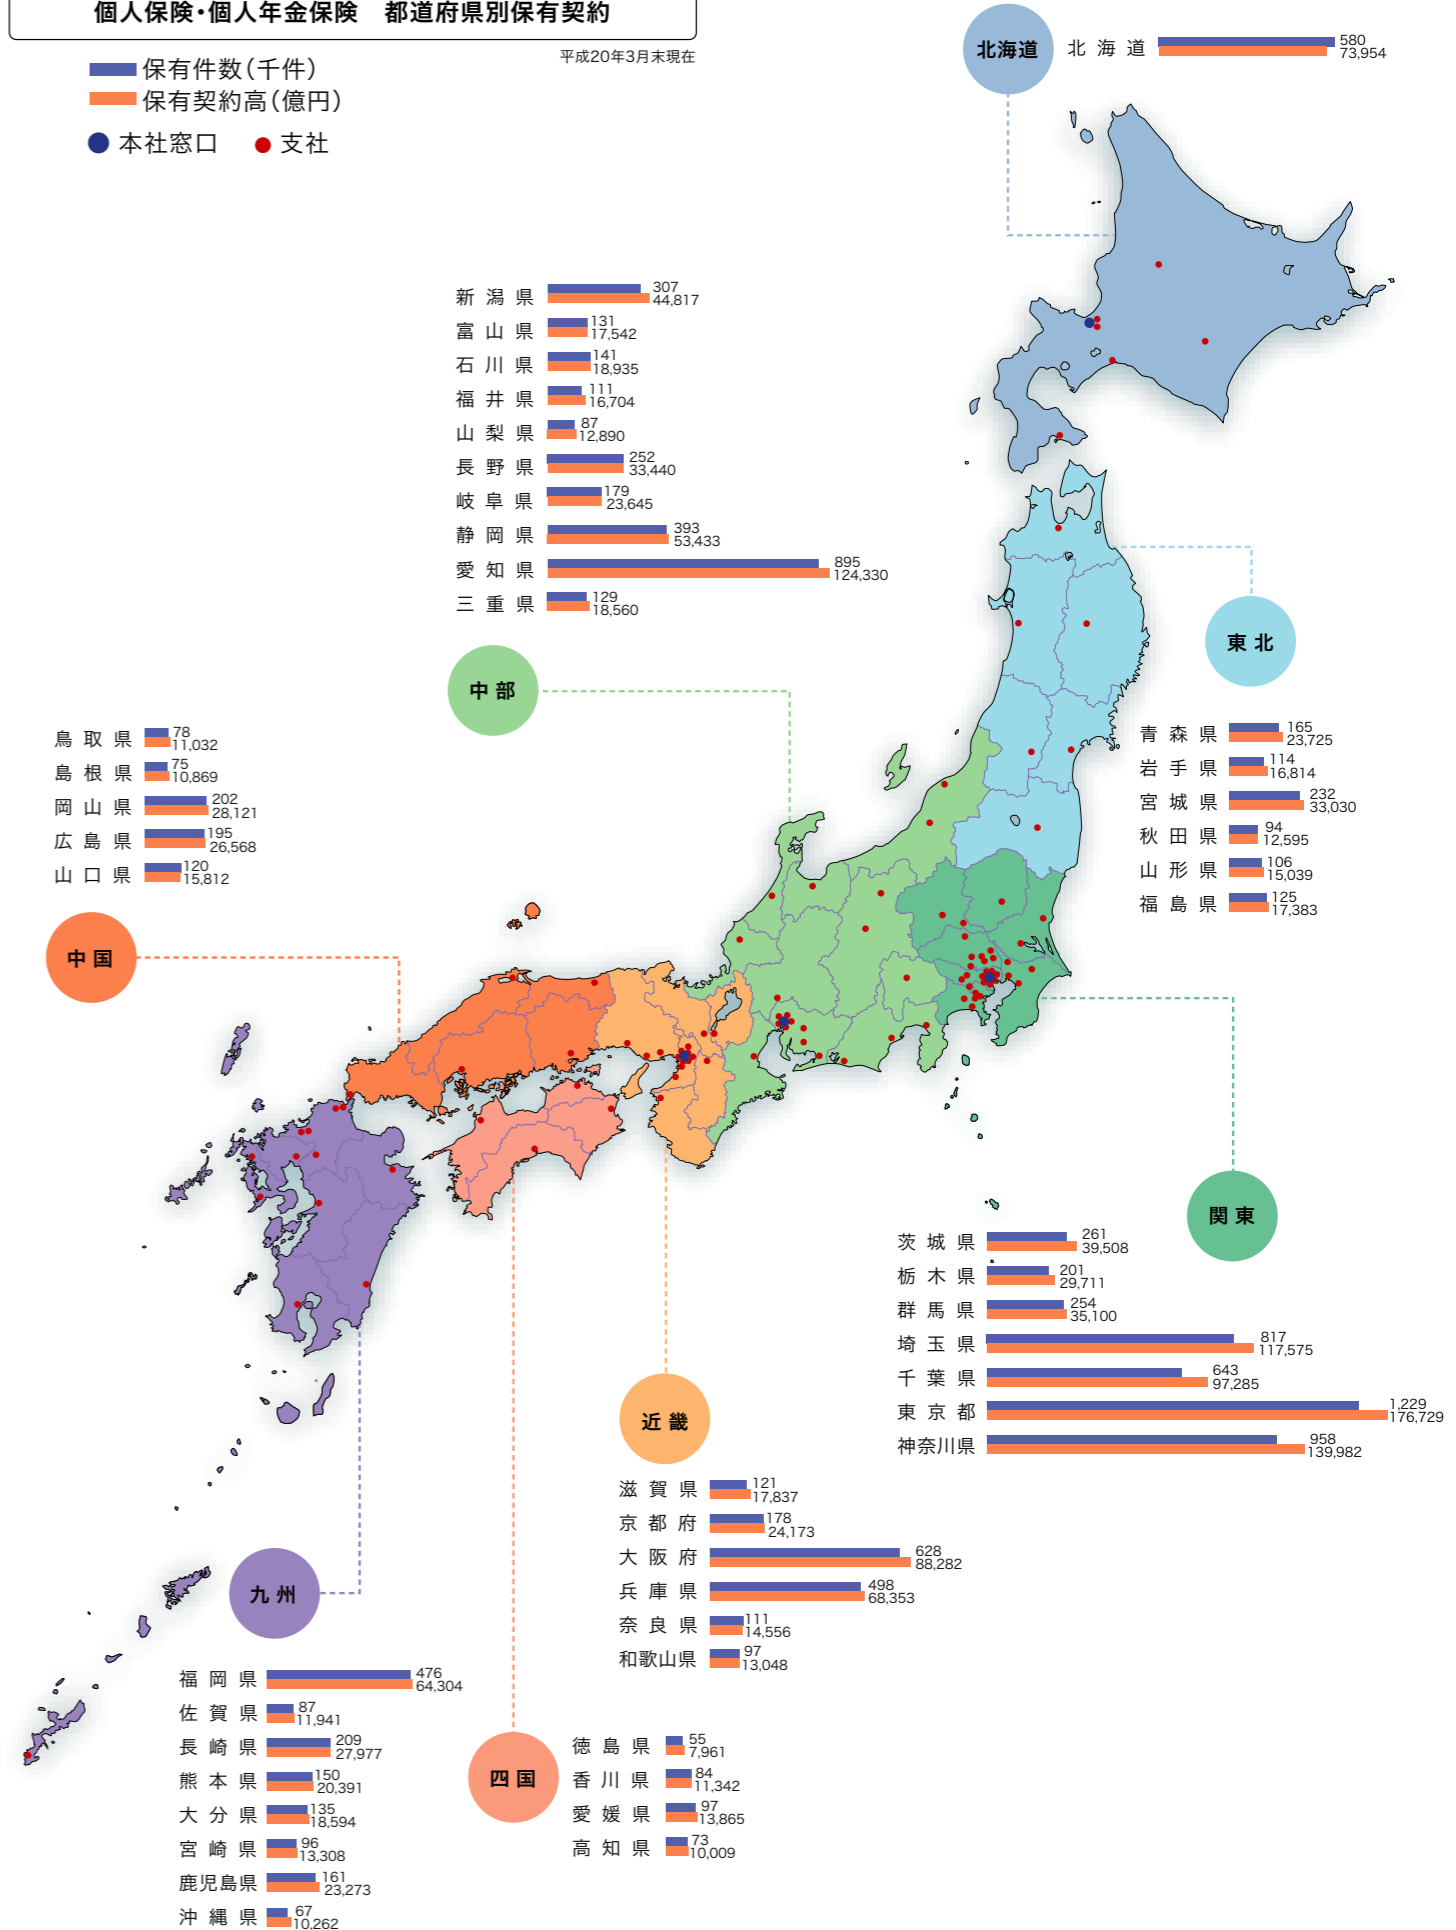 個人保険・個人年金保険　都道府県別保有契約
平成20年3月末現在
保有件数（千件）
保有契約高（億円）
本社窓口　支社
北海道
北海道 580
73,954
新潟県 307
44,817
富山県 131
17,542
石川県 141
18,935
福井県 111
16,704
山梨県 87
12,890
長野県 252
33,440
岐阜県 179
23,645
静岡県 393
53,433
愛知県 895
124,330
三重県 129
18,560
中部
東北
青森県 165
23,725
岩手県 114
16,814
宮城県 232
33,030
秋田県 94
12,595
山形県 106
15,039
福島県 125
17,383
鳥取県 78
11,032
島根県 75
10,869
岡山県 202
28,121
広島県 195
26,568
山口県 120
15,812
中国
関東
茨城県 261
39,508
栃木県 201
29,711
群馬県 254
35,100
埼玉県 817
117,575
千葉県 643
97,285
東京都 1,229
176,729
神奈川県 958
139,982
近畿
滋賀県 121
17,837
京都府 178
24,173
大阪府 628
88,282
兵庫県 498
68,353
奈良県 111
14,556
和歌山県 97
13,048
九州
福岡県 476
64,304
佐賀県 87
11,941
長崎県 209
27,977
熊本県 150
20,391
大分県 135
18,594
宮崎県 96
13,308
鹿児島県 161
23,273
沖縄県 67
10,262
四国
徳島県 55
7,961
香川県 84
11,342
愛媛県 97
13,865
高知県 73
10,009